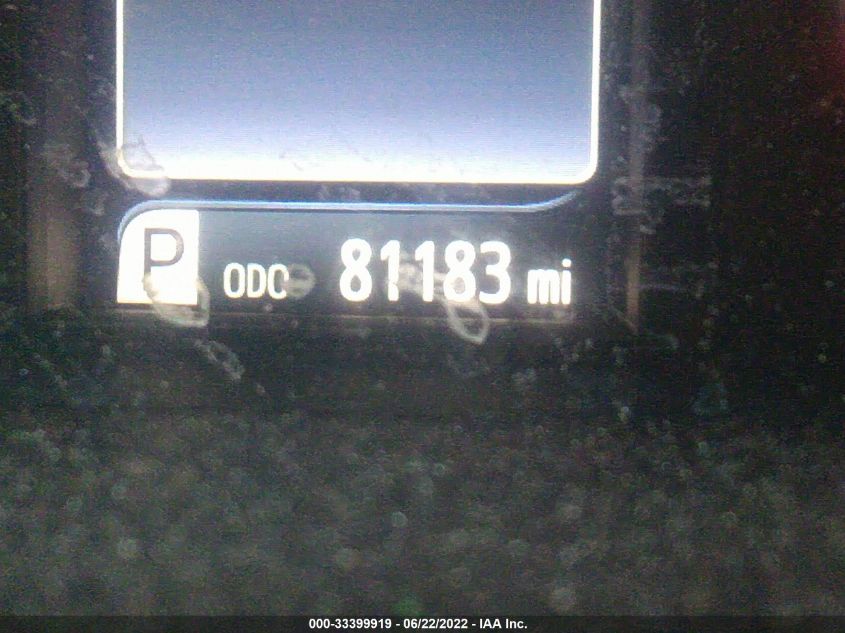 P ODO 81183 mi
000-33399919 - 06/22/2022 - IAA Inc.